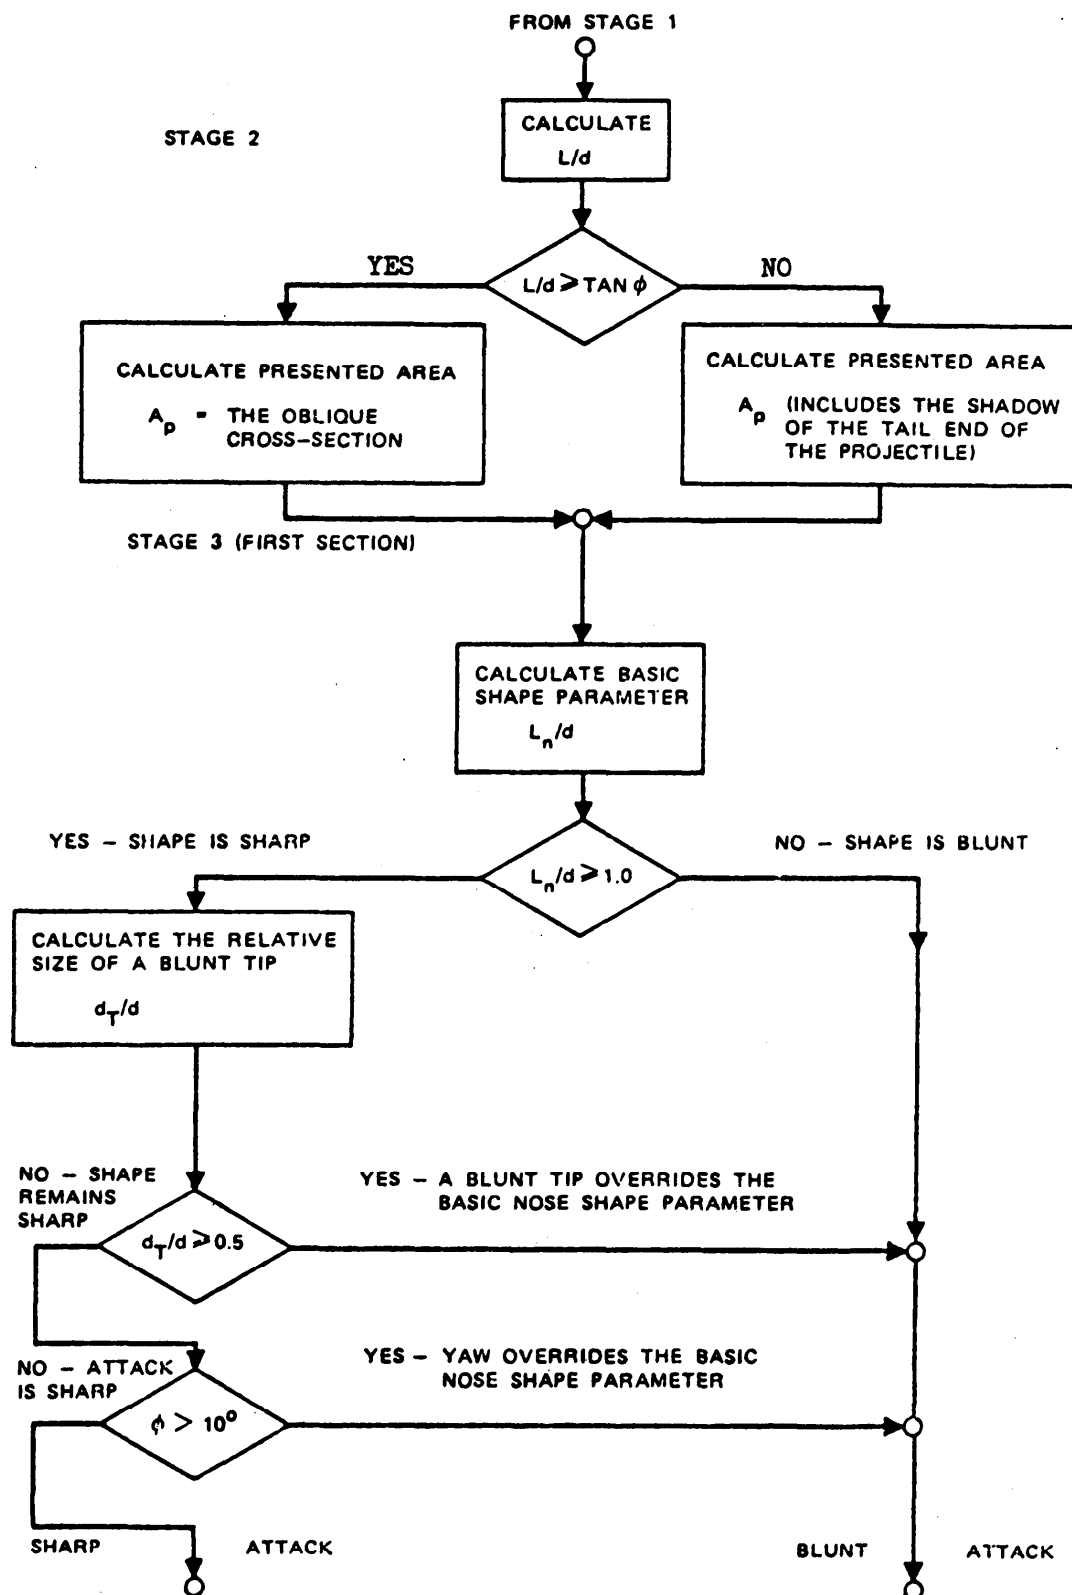 FROM STAGE 1
STAGE 2
CALCULATE
L/d
YES
L/d ⩾ TAN ϕ
NO
CALCULATE PRESENTED AREA
A_p = THE OBLIQUE
CROSS-SECTION
CALCULATE PRESENTED AREA
A_p (INCLUDES THE SHADOW
OF THE TAIL END OF
THE PROJECTILE)
STAGE 3 (FIRST SECTION)
CALCULATE BASIC
SHAPE PARAMETER
L_n/d
YES – SHAPE IS SHARP
L_n/d ⩾ 1.0
NO – SHAPE IS BLUNT
CALCULATE THE RELATIVE
SIZE OF A BLUNT TIP
d_T/d
NO – SHAPE
REMAINS
SHARP
d_T/d ⩾ 0.5
YES – A BLUNT TIP OVERRIDES THE
BASIC NOSE SHAPE PARAMETER
NO – ATTACK
IS SHARP
ϕ > 10°
YES – YAW OVERRIDES THE BASIC
NOSE SHAPE PARAMETER
SHARP ATTACK
BLUNT ATTACK